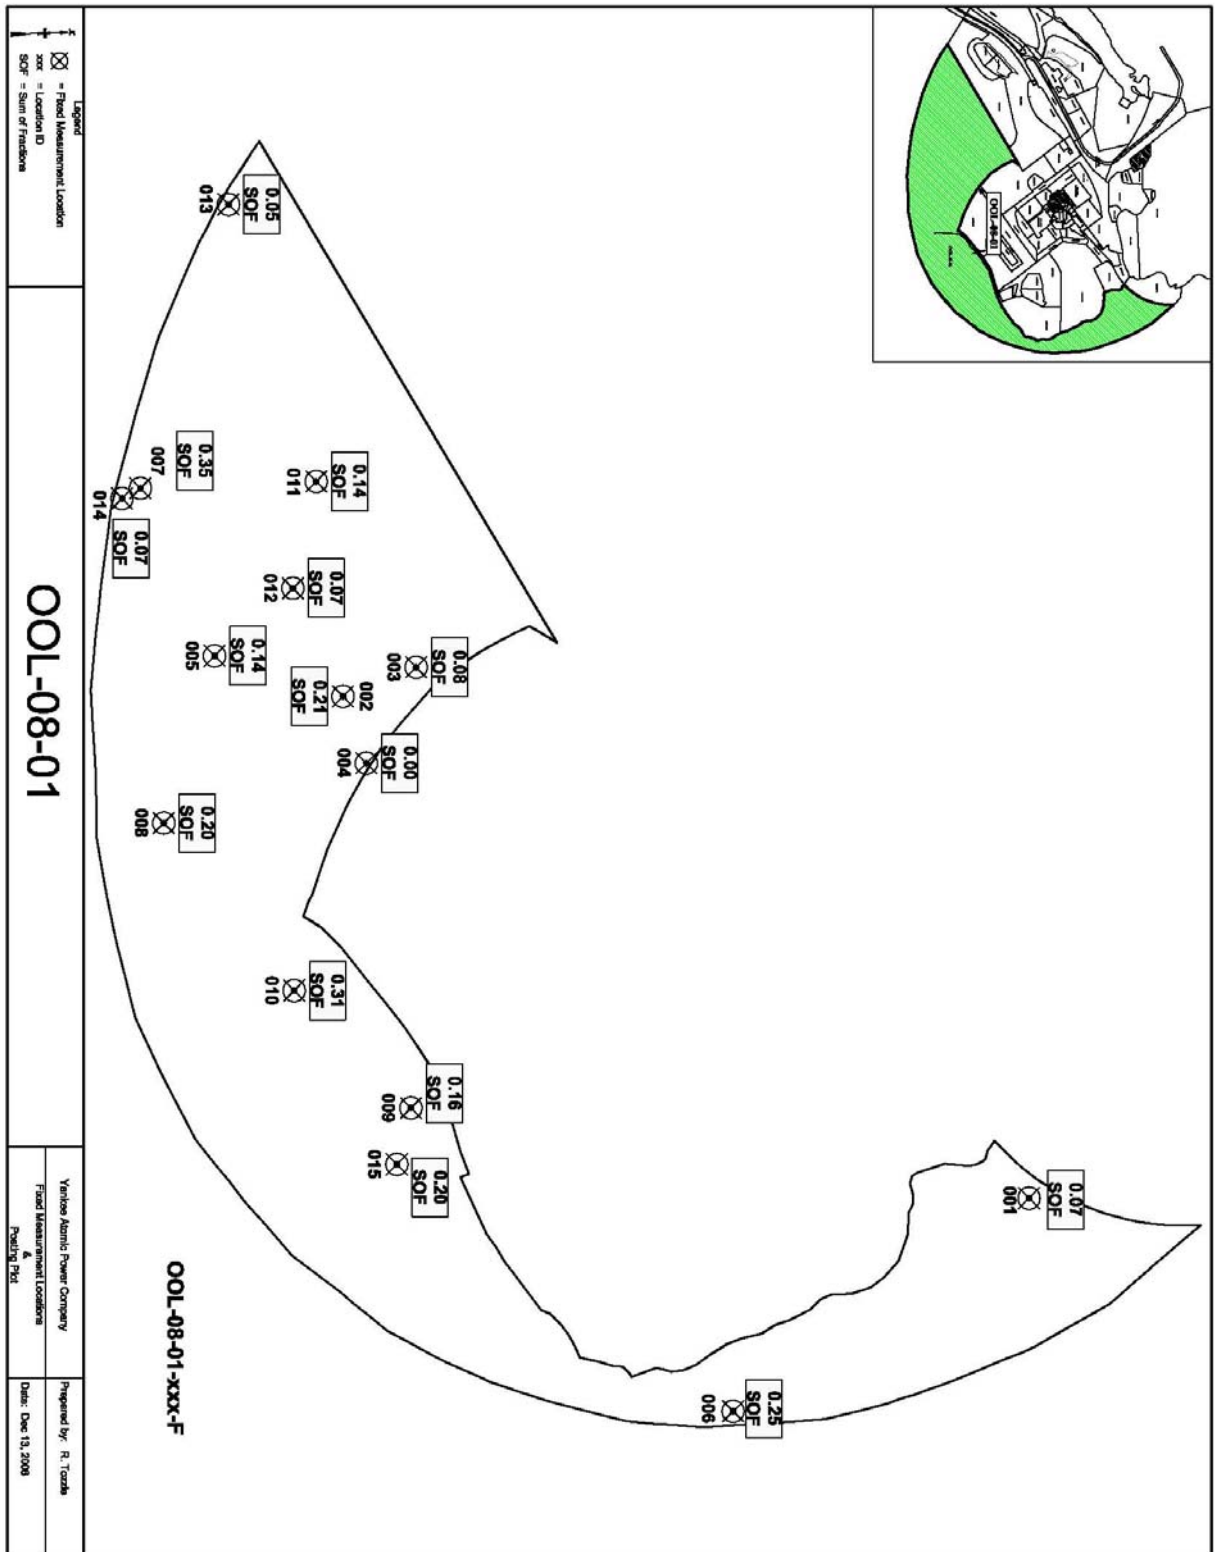 OOL-08-01
0.07
SOF
001
0.25
SOF
006
0.08
SOF
003
0.00
SOF
004
0.16
SOF
009
0.20
SOF
015
002
0.21
SOF
0.14
SOF
011
0.07
SOF
012
0.31
SOF
010
0.05
SOF
013
0.14
SOF
005
0.35
SOF
007
0.20
SOF
008
014
0.07
SOF
OOL-08-01-xxx-F
Legend
= Fixed Measurement Location
xxx = Location ID
SOF = Sum of Fractions
OOL-08-01
Yankee Atomic Power Company
Fixed Measurement Locations
&
Posting Plot
Prepared by: R.
Date: Dec 13, 2006